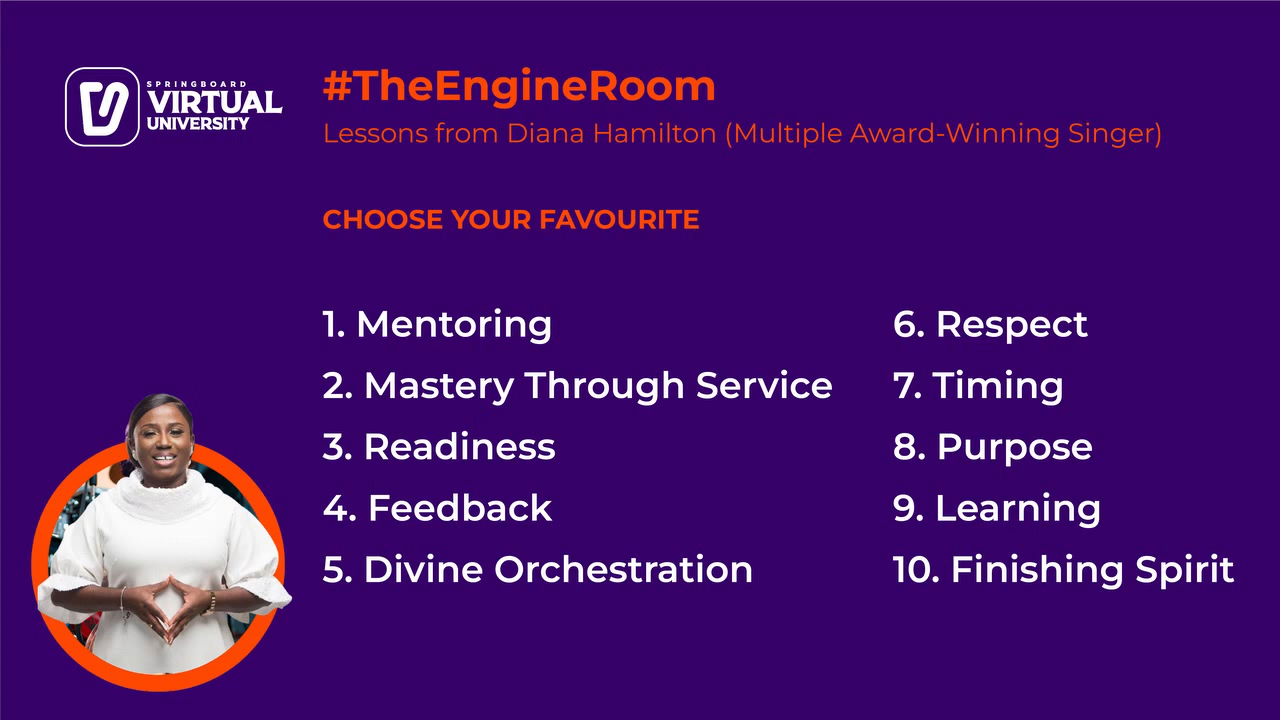 SPRINGBOARD
VIRTUAL
UNIVERSITY
#TheEngineRoom
Lessons from Diana Hamilton (Multiple Award-Winning Singer)
CHOOSE YOUR FAVOURITE
1. Mentoring
2. Mastery Through Service
3. Readiness
4. Feedback
5. Divine Orchestration
6. Respect
7. Timing
8. Purpose
9. Learning
10. Finishing Spirit